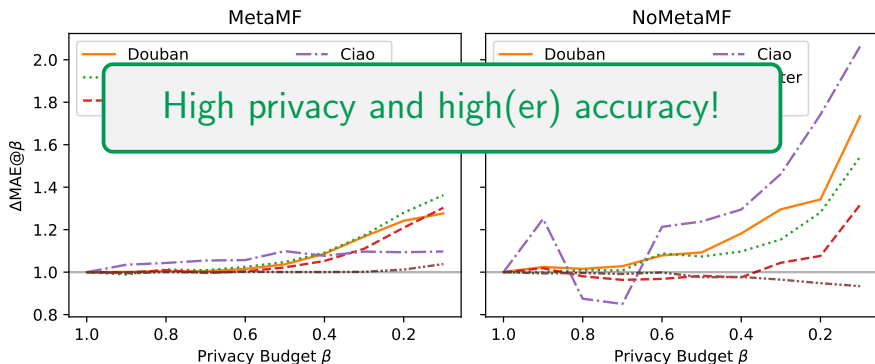 MetaMF
NoMetaMF
Douban
Ciao
Douban
Ciao
High privacy and high(er) accuracy!
ΔMAE@β
2.0
1.8
1.6
1.4
1.2
1.0
0.8
1.0 0.8 0.6 0.4 0.2
1.0 0.8 0.6 0.4 0.2
Privacy Budget β
Privacy Budget β